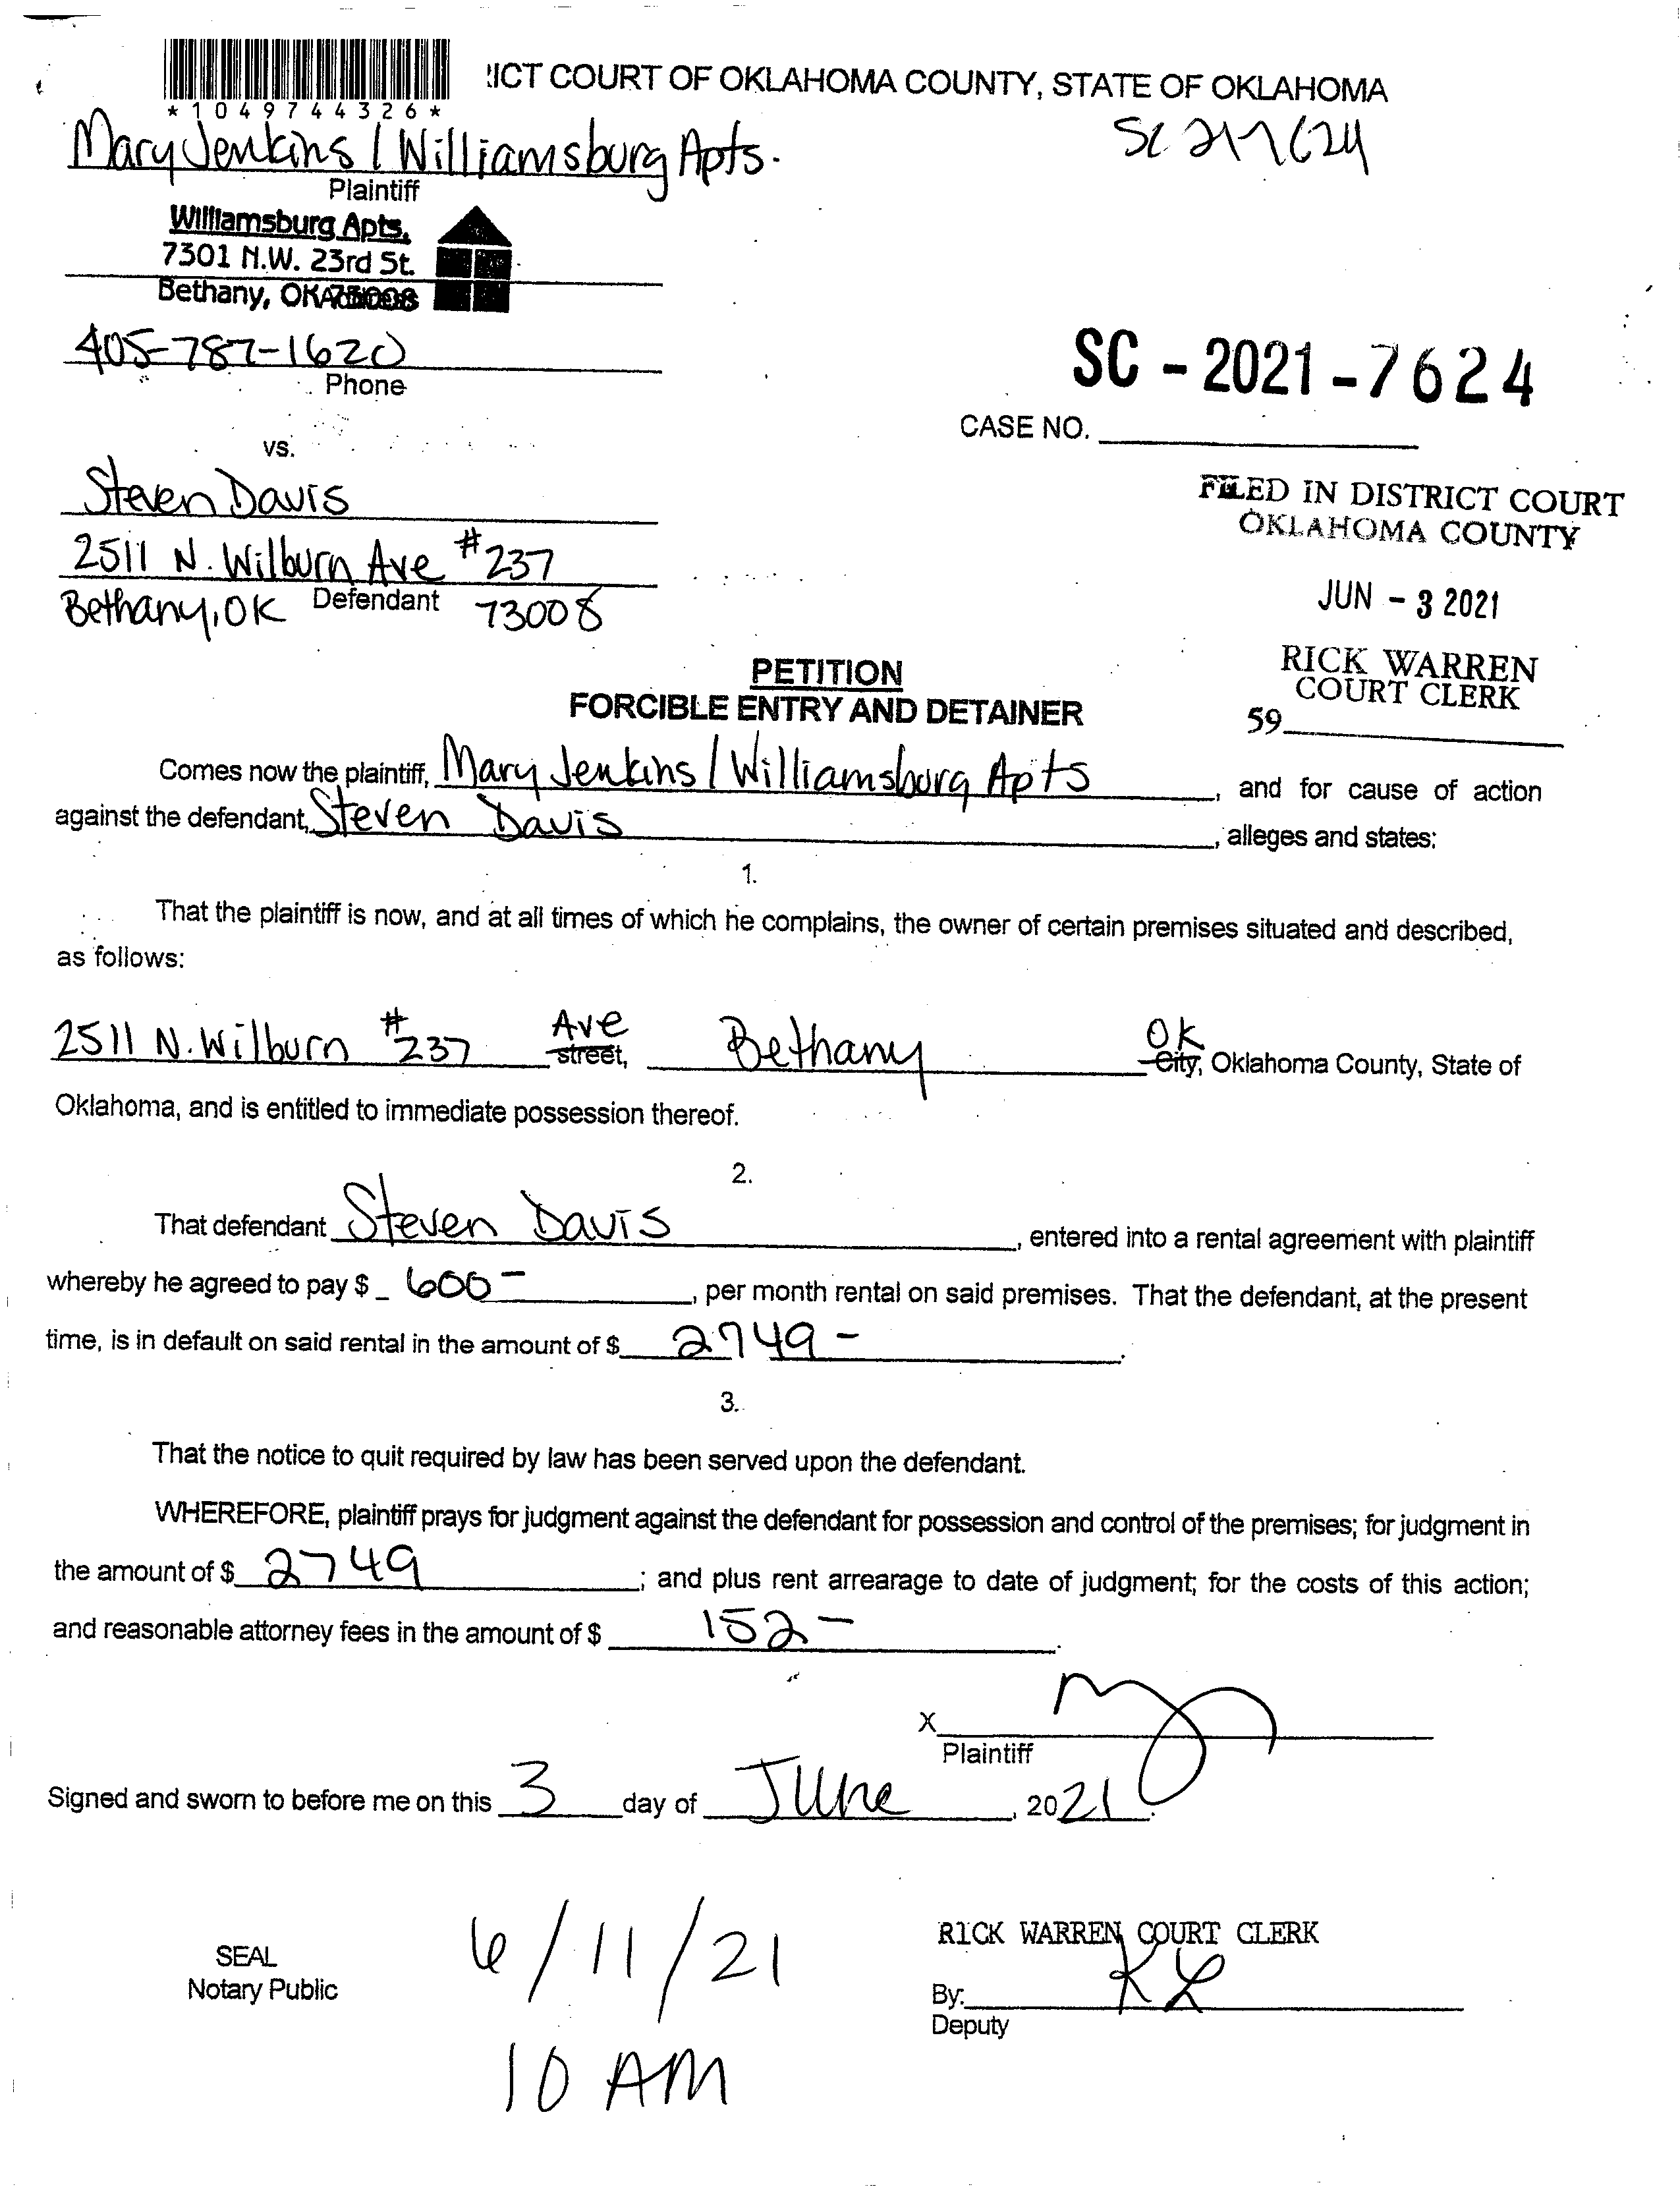 !ICT COURT OF OKLAHOMA COUNTY, STATE OF OKLAHOMA
*1049744326*
SC 217624
Mary Jenkins / Williamsburg Apts.
Plaintiff
Williamsburg Apts.
7301 N.W. 23rd St.
Bethany, OK
405-787-1620
Phone
SC - 2021 - 7624
CASE NO.
vs.
Steven Davis
2511 N. Wilburn Ave #237
Defendant
Bethany, OK 73008
FILED IN DISTRICT COURT
OKLAHOMA COUNTY
JUN - 3 2021
RICK WARREN
COURT CLERK
59
PETITION
FORCIBLE ENTRY AND DETAINER
Comes now the plaintiff, Mary Jenkins / Williamsburg Apts, and for cause of action
against the defendant, Steven Davis, alleges and states:
1.
That the plaintiff is now, and at all times of which he complains, the owner of certain premises situated and described,
as follows:
2511 N. Wilburn #237 Ave street, Bethany OK City, Oklahoma County, State of
Oklahoma, and is entitled to immediate possession thereof.
2.
That defendant Steven Davis, entered into a rental agreement with plaintiff
whereby he agreed to pay $ 600-, per month rental on said premises. That the defendant, at the present
time, is in default on said rental in the amount of $ 2749-.
3.
That the notice to quit required by law has been served upon the defendant.
WHEREFORE, plaintiff prays for judgment against the defendant for possession and control of the premises; for judgment in
the amount of $ 2749; and plus rent arrearage to date of judgment; for the costs of this action;
and reasonable attorney fees in the amount of $ 152-.
X
Plaintiff
Signed and sworn to before me on this 3 day of June, 2021.
SEAL
Notary Public
6/11/21
10 AM
RICK WARREN COURT CLERK
By: KL
Deputy